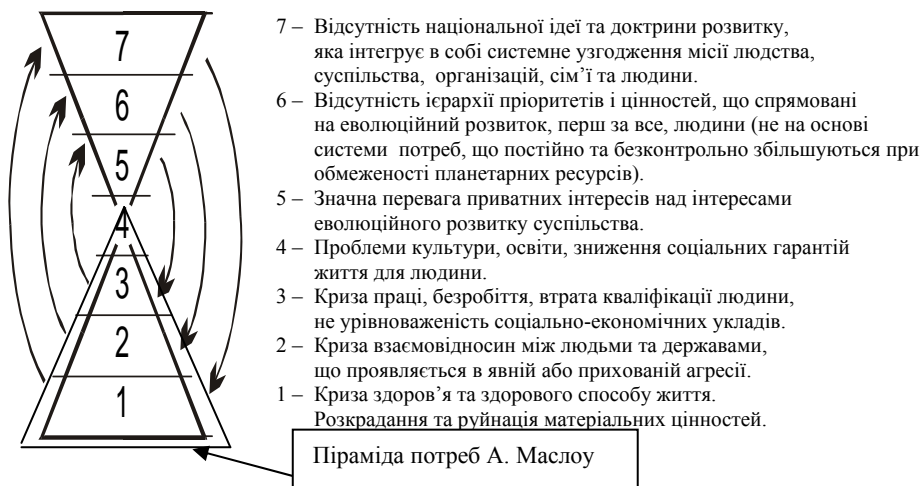 7
6
5
4
3
2
1
7 – Відсутність національної ідеї та доктрини розвитку,
яка інтегрує в собі системне узгодження місії людства,
суспільства, організацій, сім’ї та людини.
6 – Відсутність ієрархії пріоритетів і цінностей, що спрямовані
на еволюційний розвиток, перш за все, людини (не на основі
системи потреб, що постійно та безконтрольно збільшуються при
обмеженості планетарних ресурсів).
5 – Значна перевага приватних інтересів над інтересами
еволюційного розвитку суспільства.
4 – Проблеми культури, освіти, зниження соціальних гарантій
життя для людини.
3 – Криза праці, безробіття, втрата кваліфікації людини,
не урівноваженість соціально-економічних укладів.
2 – Криза взаємовідносин між людьми та державами,
що проявляється в явній або прихованій агресії.
1 – Криза здоров’я та здорового способу життя.
Розкрадання та руйнація матеріальних цінностей.
Піраміда потреб А. Маслоу